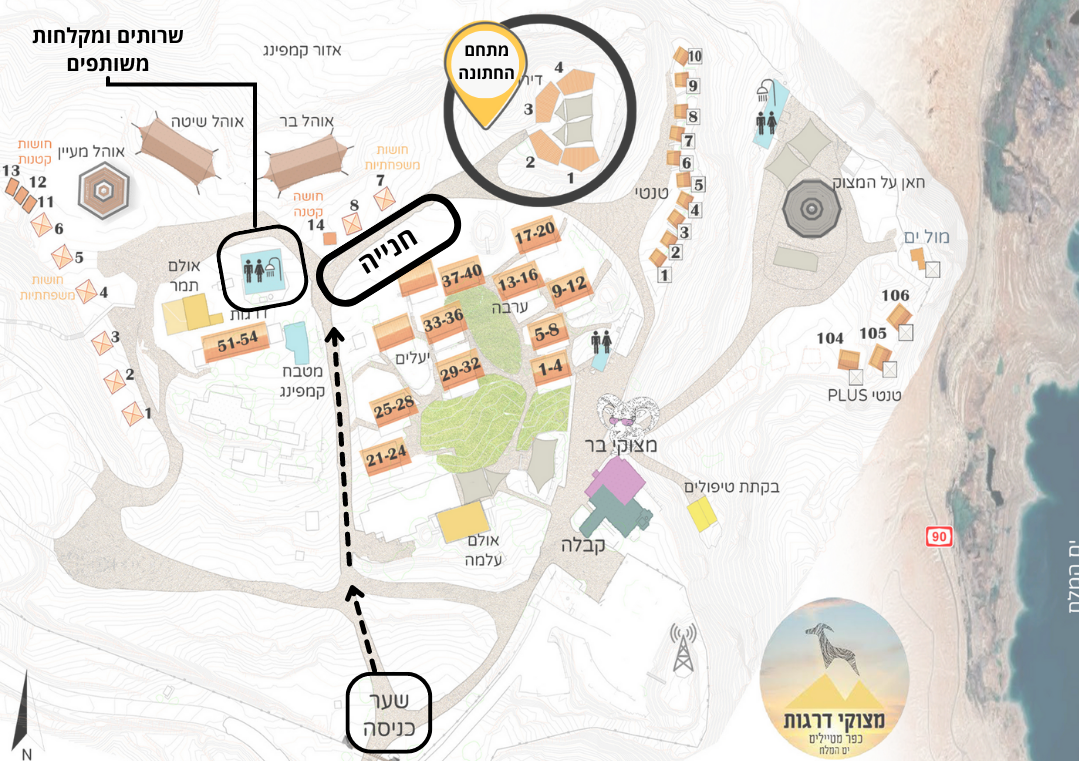 שרותים ומקלחות
משותפים
אזור קמפינג
מתחם
החתונה
דירו
4
3
2
1
אוהל שיטה
אוהל בר
אוהל מעיין
חושות
קטנות
13
12
11
6
5
חושות
משפחתיות
4
3
2
1
חושות
משפחתיות
7
8
חושה
קטנה
14
חנייה
10
9
8
7
6
5
4
3
2
1
טנטי
חאן על המצוק
מול ים
106
105
104
טנטי PLUS
אולם
תמר
דרגות
51-54
מטבח
קמפינג
17-20
37-40
13-16
9-12
ערבה
33-36
5-8
יעלים
29-32
1-4
25-28
21-24
מצוקי בר
בקתת טיפולים
קבלה
אולם
עלמה
90
ים המלח
שער
כניסה
מצוקי דרגות
כפר מטיילים
ים המלח
N